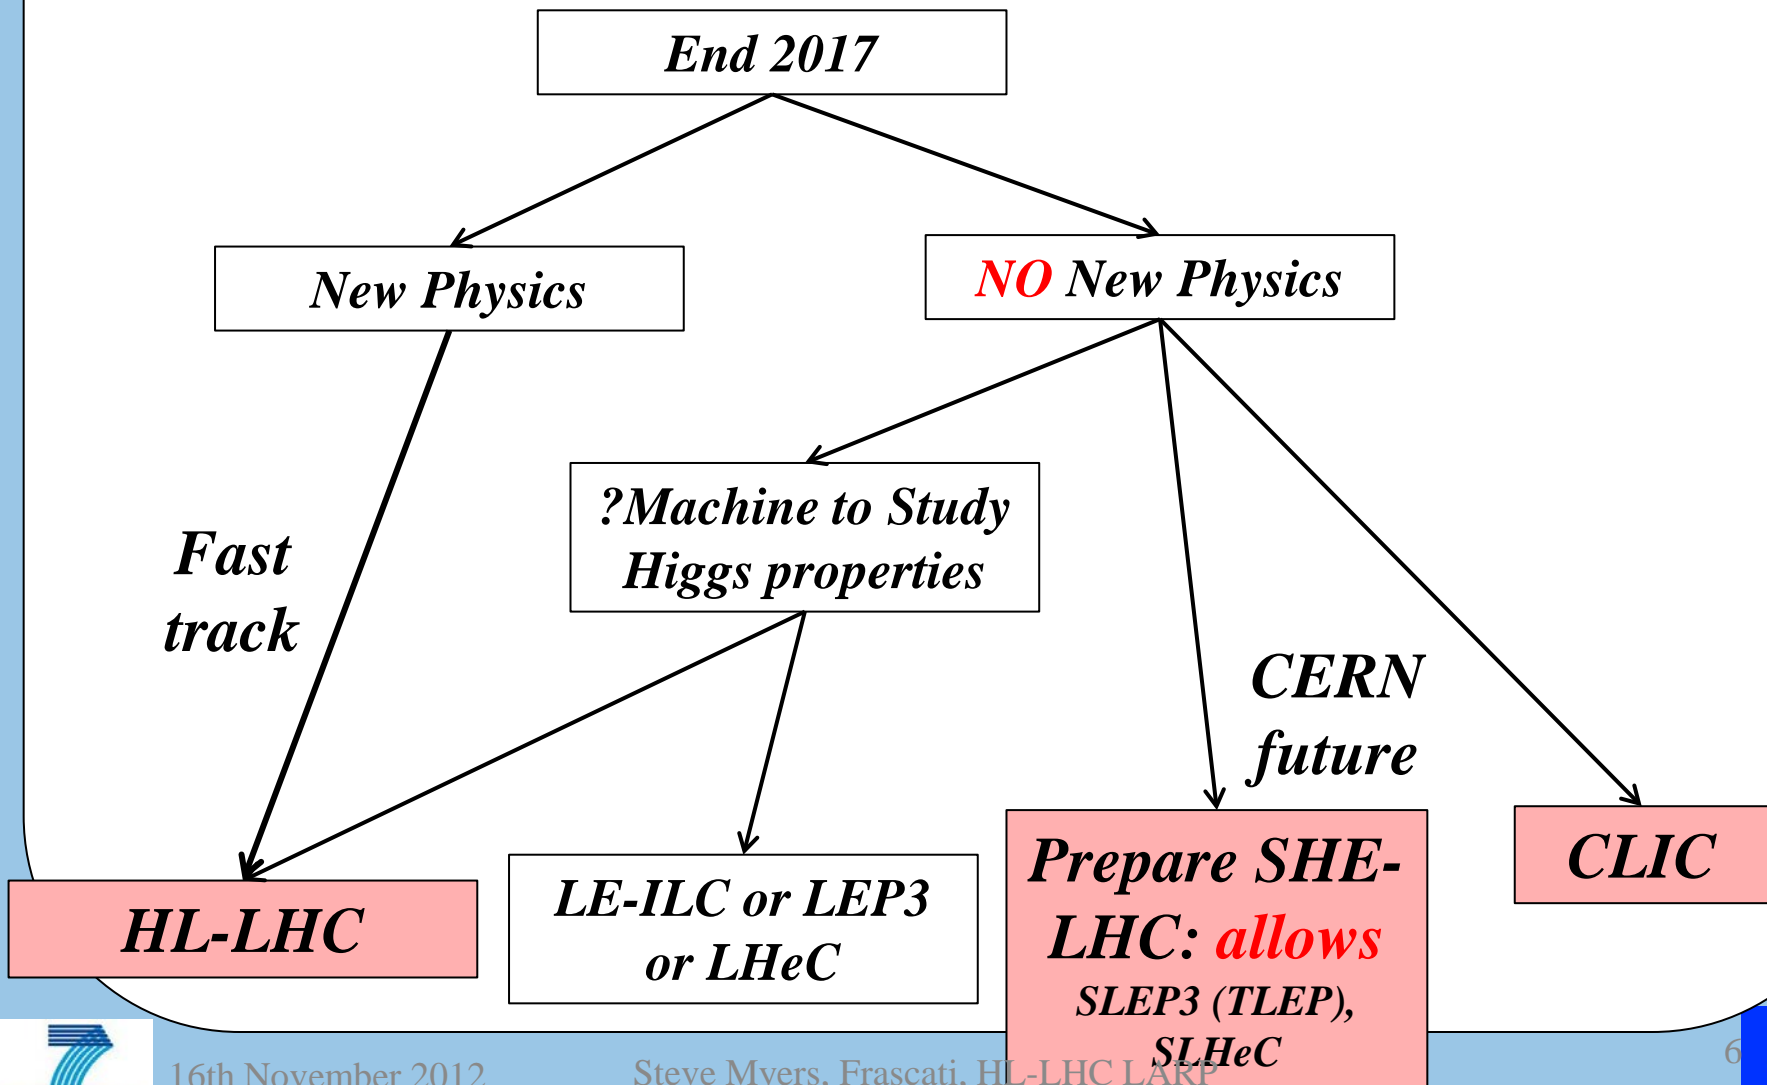 End 2017
New Physics
NO New Physics
?Machine to Study
Higgs properties
Fast
track
CERN
future
HL-LHC
LE-ILC or LEP3
or LHeC
Prepare SHE-
LHC: allows
SLEP3 (TLEP),
SLHeC
CLIC
16th November 2012
Steve Myers, Frascati, HL-LHC LARP
6